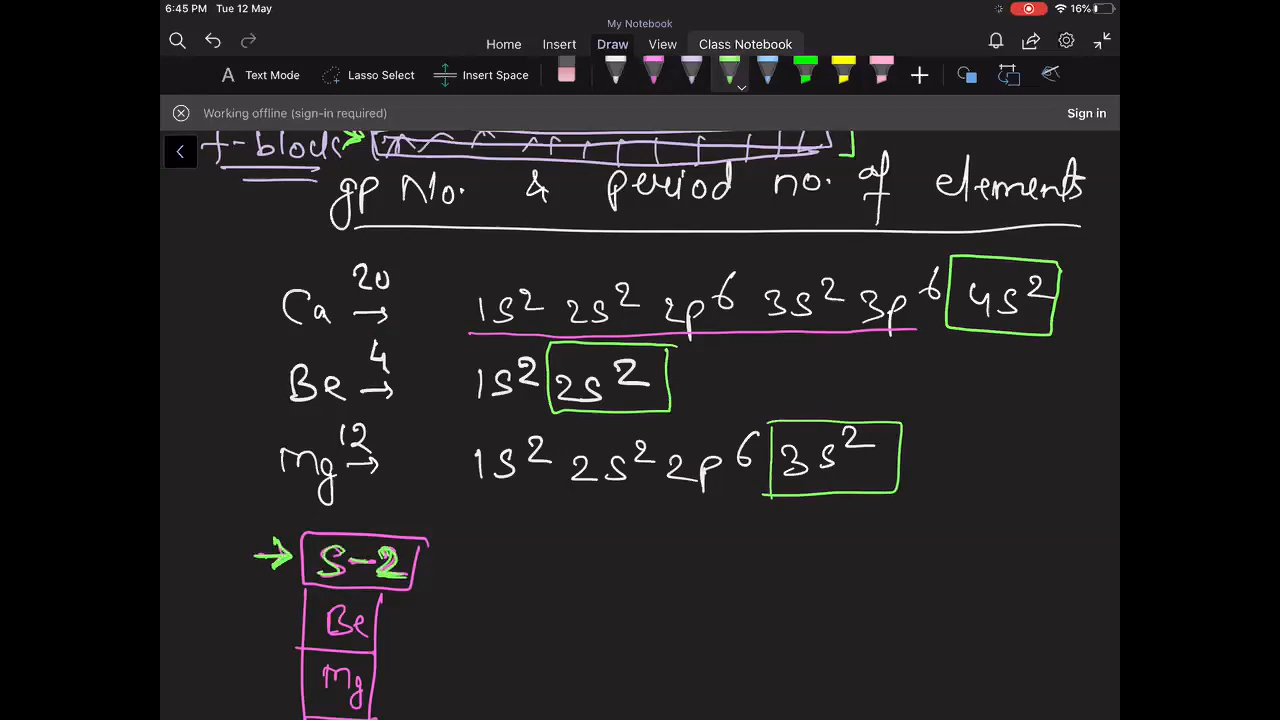 6:45 PM Tue 12 May 16%
My Notebook
Home Insert Draw View Class Notebook
A Text Mode Lasso Select Insert Space
Working offline (sign-in required) Sign in
f-block
gp No. & period no. of elements
Ca 20→ 1s² 2s² 2p⁶ 3s² 3p⁶ 4s²
Be 4→ 1s² 2s²
Mg 12→ 1s² 2s² 2p⁶ 3s²
→ S-2
Be
Mg